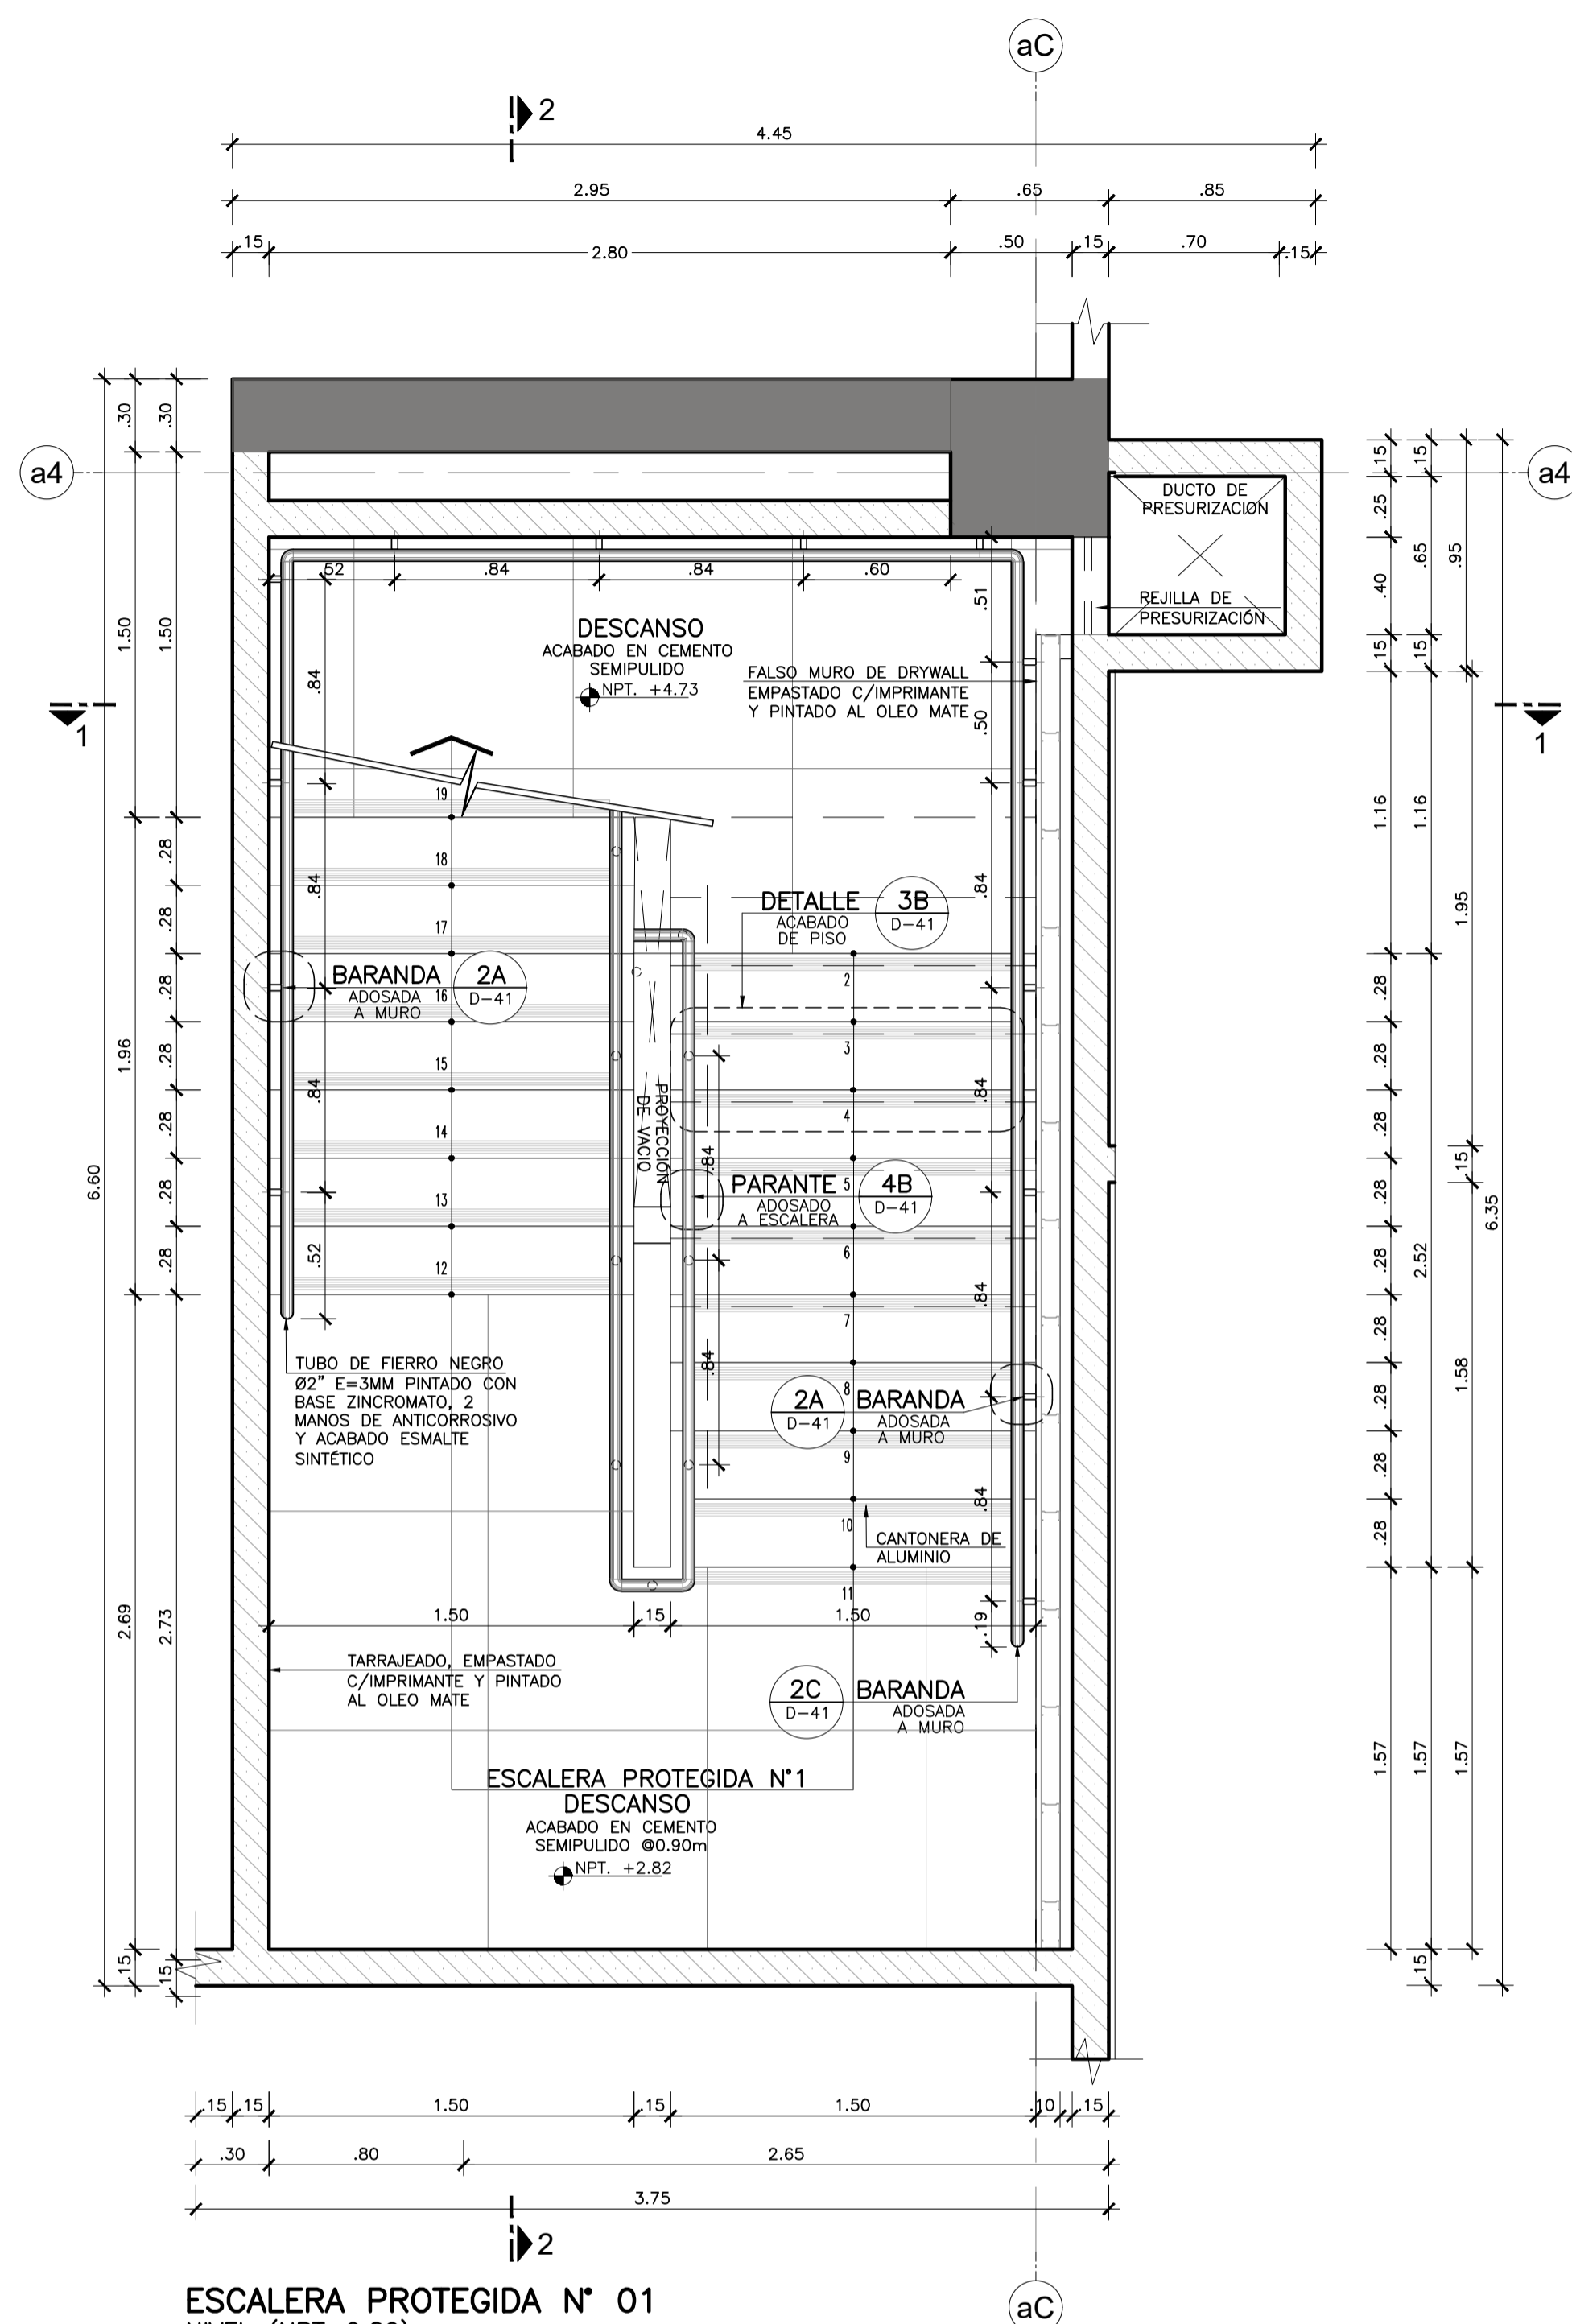 aC
2
4.45
2.95
.65
.85
.15
2.80
.50
.15
.70
.15
.30
.30
a4
a4
DUCTO DE
PRESURIZACIÓN
REJILLA DE
PRESURIZACIÓN
.15
.15
.25
.65
.95
.40
.15
.15
.52
.84
.84
.60
.51
1.50
1.50
.84
DESCANSO
ACABADO EN CEMENTO
SEMIPULIDO
NPT. +4.73
FALSO MURO DE DRYWALL
EMPASTADO C/IMPRIMANTE
Y PINTADO AL OLEO MATE
.50
1
1
19
18
17
16
15
14
13
12
.28
.28
.28
.28
.28
.28
.28
1.96
6.60
.84
.84
.52
.84
.84
.84
.84
.19
1.16
1.16
1.95
DETALLE
ACABADO
DE PISO
3B
D-41
BARANDA
ADOSADA
A MURO
2A
D-41
2
3
4
5
6
7
8
9
10
11
PROYECCIÓN
DE VACIO
.84
.84
PARANTE
ADOSADO
A ESCALERA
4B
D-41
.28
.28
.28
.28
.28
.28
.28
.28
.28
2.52
.15
6.35
1.58
TUBO DE FIERRO NEGRO
Ø2" E=3MM PINTADO CON
BASE ZINCROMATO, 2
MANOS DE ANTICORROSIVO
Y ACABADO ESMALTE
SINTÉTICO
2A
D-41
BARANDA
ADOSADA
A MURO
CANTONERA DE
ALUMINIO
1.50
.15
1.50
2.69
2.73
TARRAJEADO, EMPASTADO
C/IMPRIMANTE Y PINTADO
AL OLEO MATE
2C
D-41
BARANDA
ADOSADA
A MURO
1.57
1.57
1.57
ESCALERA PROTEGIDA N°1
DESCANSO
ACABADO EN CEMENTO
SEMIPULIDO @0.90m
NPT. +2.82
.15
.15
.15
.15
.15
1.50
.15
1.50
.10
.15
.30
.80
2.65
3.75
2
ESCALERA PROTEGIDA N° 01
aC